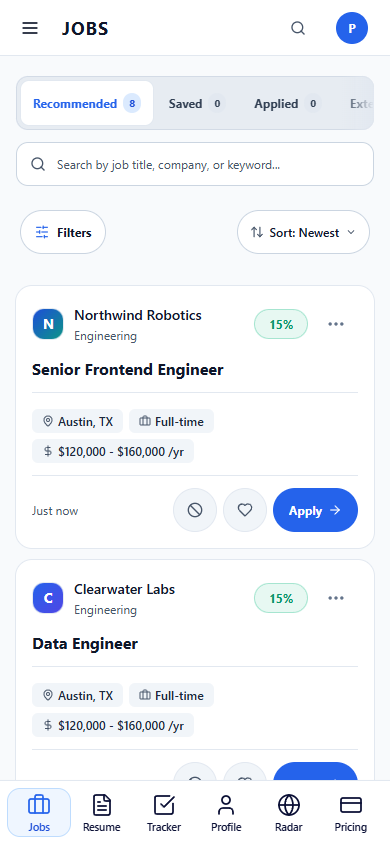 JOBS
P
Recommended 8 Saved 0 Applied 0
Search by job title, company, or keyword...
Filters Sort: Newest
N Northwind Robotics
Engineering
15%
Senior Frontend Engineer
Austin, TX Full-time
$120,000 - $160,000 /yr
Just now Apply
C Clearwater Labs
Engineering
15%
Data Engineer
Austin, TX Full-time
$120,000 - $160,000 /yr
Jobs Resume Tracker Profile Radar Pricing